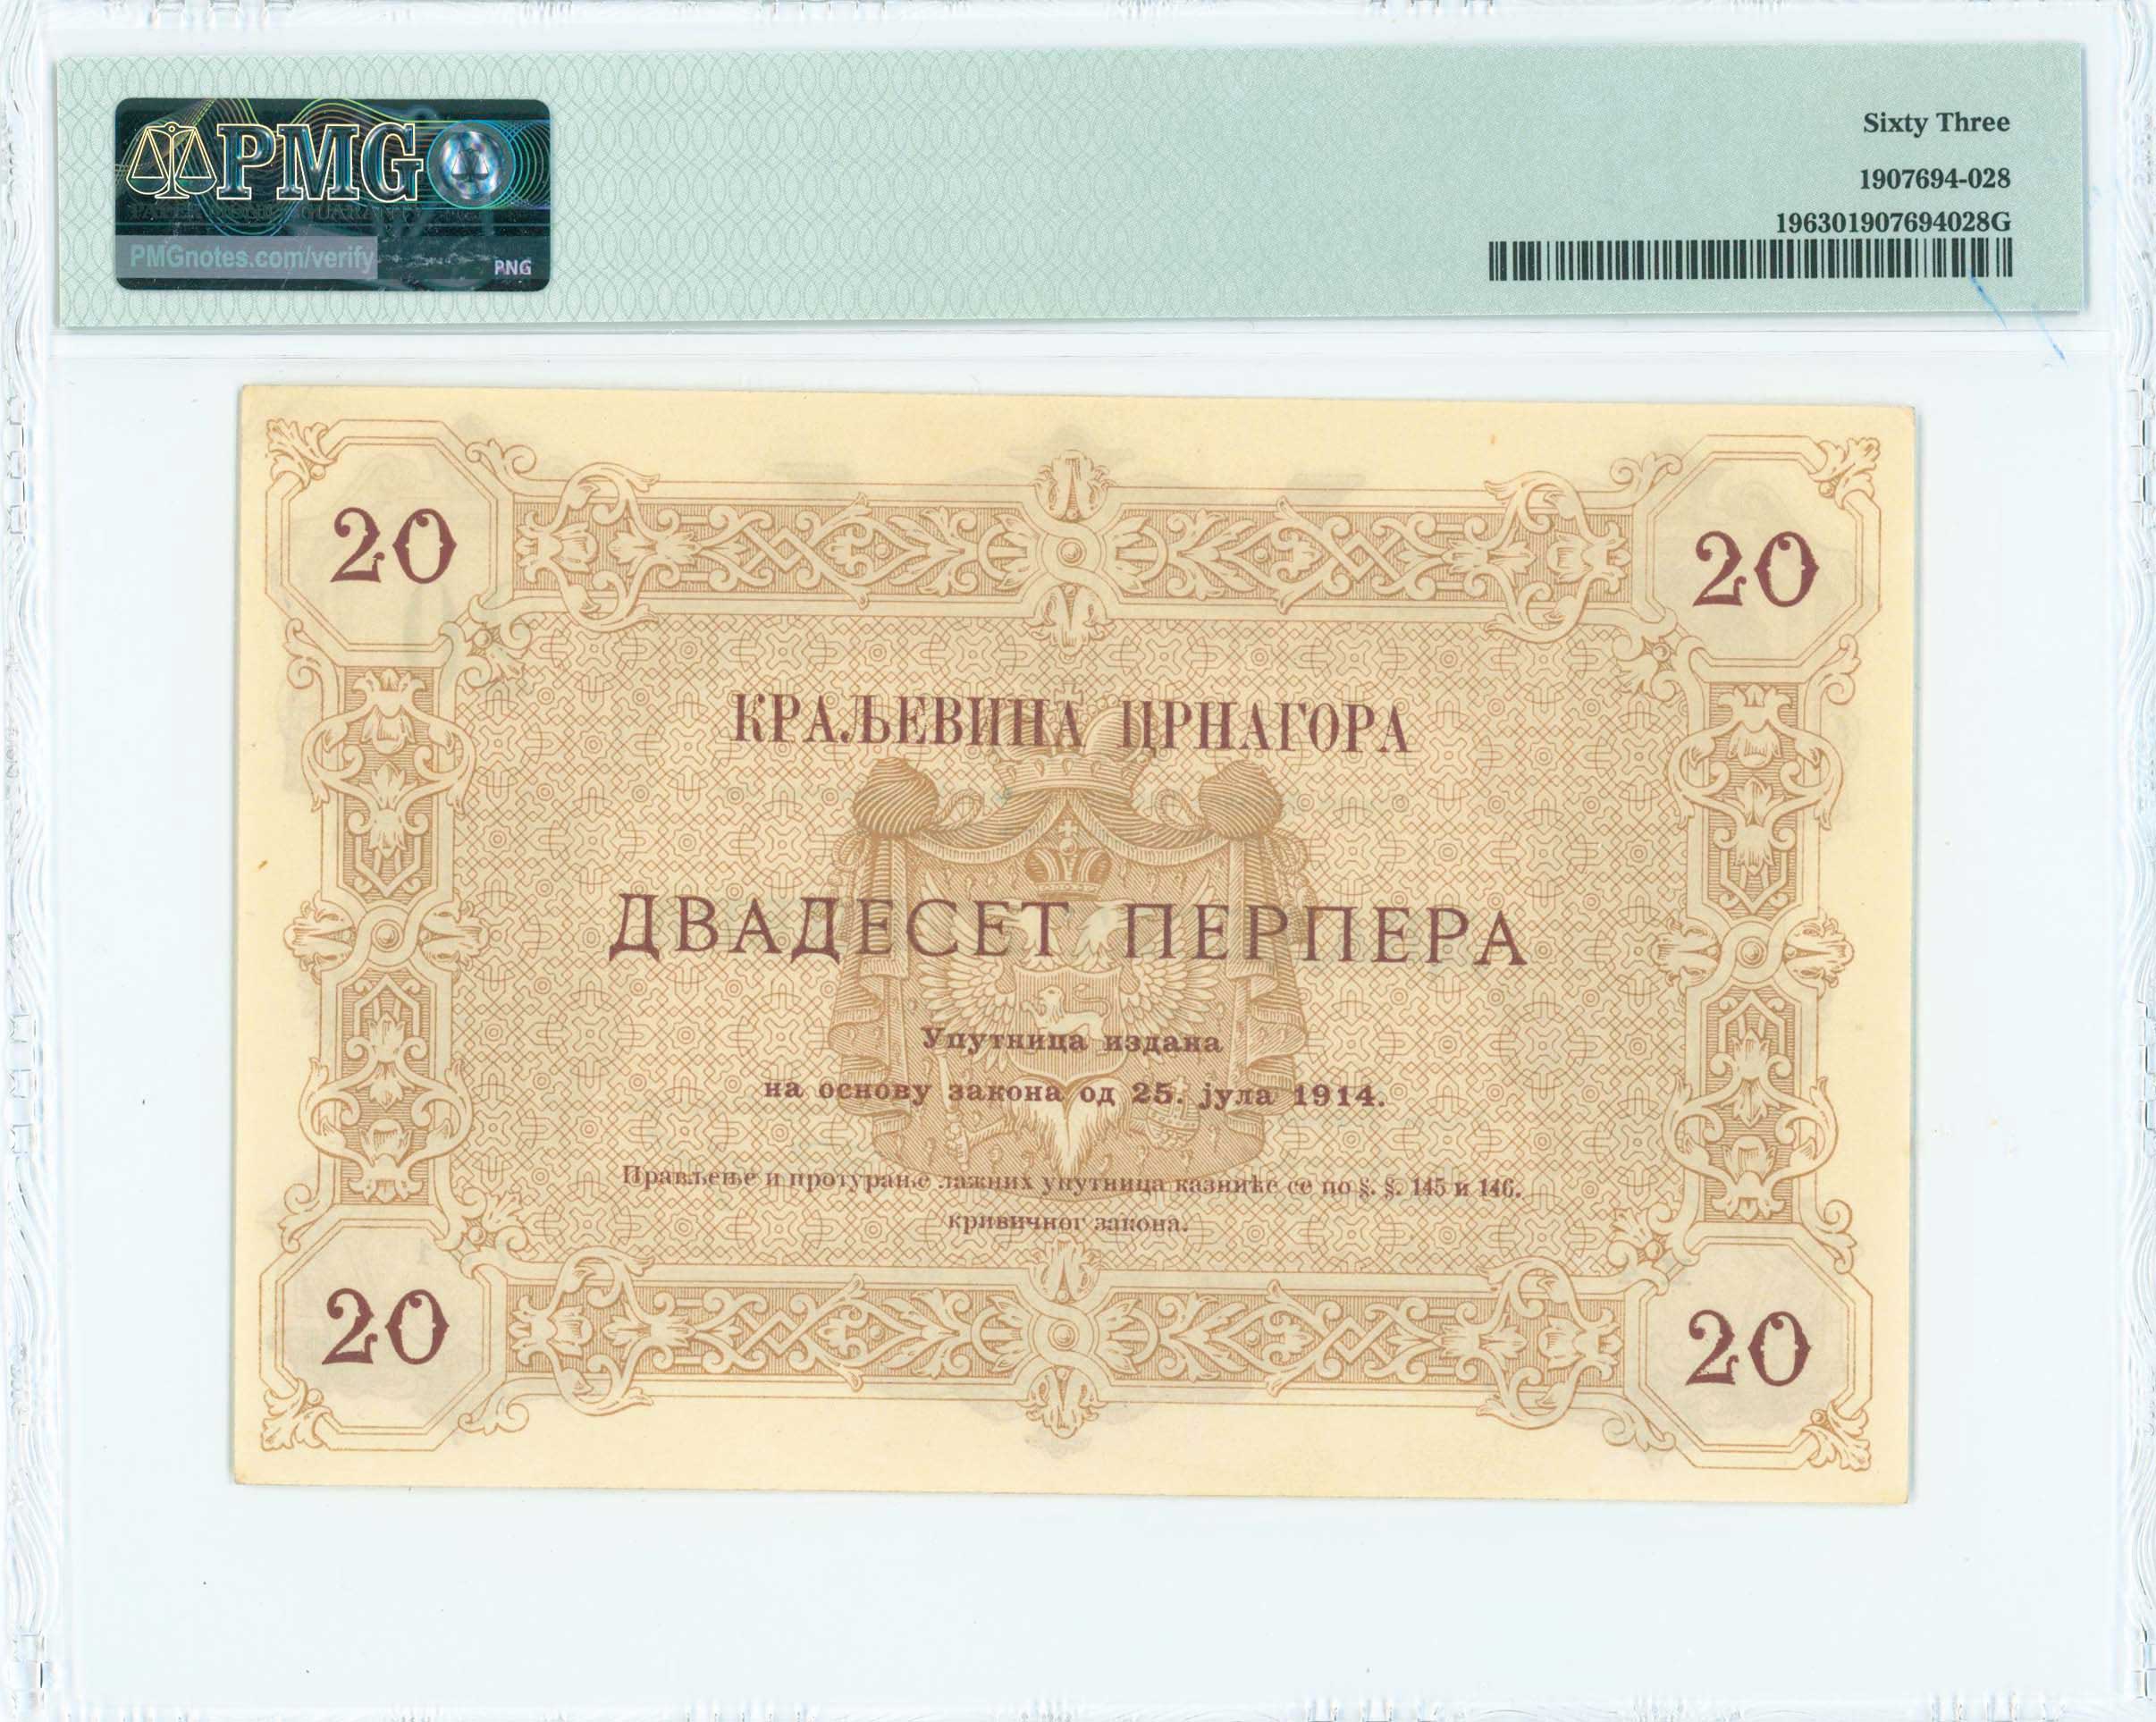 PMG
PMGnotes.com/verify
PNG
Sixty Three
1907694-028
196301907694028G
20
20
КРАЉЕВИНА ЦРНАГОРА
ДВАДЕСЕТ ПЕРПЕРА
Упутница издана
на основу закона од 25. јула 1914.
Прављење и протурање лажних упутница казниће се по §. §. 145 и 146.
кривичног закона.
20
20